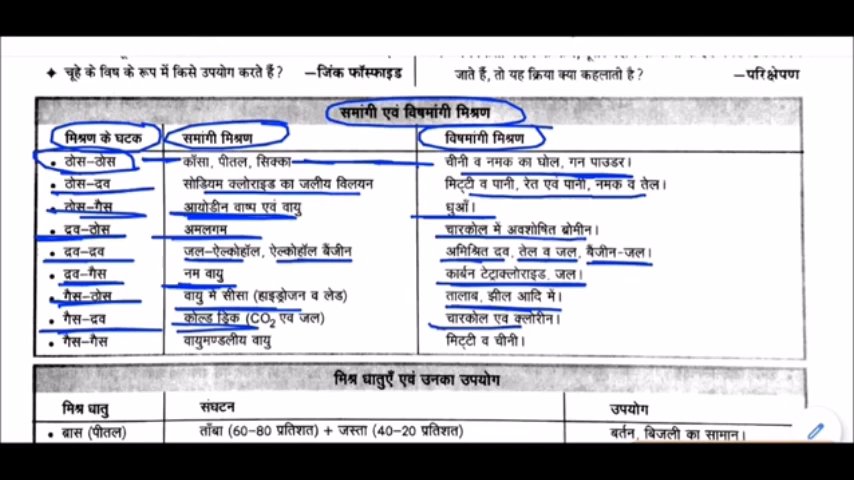 ✦ चूहे के विष के रूप में किसे उपयोग करते हैं? —जिंक फॉस्फाइड
जाते हैं, तो यह क्रिया क्या कहलाती है? —परिक्षेपण
समांगी एवं विषमांगी मिश्रण
मिश्रण के घटक समांगी मिश्रण विषमांगी मिश्रण
• ठोस-ठोस काँसा, पीतल, सिक्का चीनी व नमक का घोल, गन पाउडर।
• ठोस-द्रव सोडियम क्लोराइड का जलीय विलयन मिट्टी व पानी, रेत एवं पानी, नमक व तेल।
• ठोस-गैस आयोडीन वाष्प एवं वायु धुआँ।
• द्रव-ठोस अमलगम चारकोल में अवशोषित ब्रोमीन।
• द्रव-द्रव जल-ऐल्कोहॉल, ऐल्कोहॉल बैंजीन अमिश्रित द्रव, तेल व जल, बैंजीन-जल।
• द्रव-गैस नम वायु कार्बन टेट्राक्लोराइड, जल।
• गैस-ठोस वायु मे सीसा (हाइड्रोजन व लेड) तालाब, झील आदि में।
• गैस-द्रव कोल्ड ड्रिंक (CO₂ एवं जल) चारकोल एवं क्लोरीन।
• गैस-गैस वायुमण्डलीय वायु मिट्टी व चीनी।
मिश्र धातुएँ एवं उनका उपयोग
मिश्र धातु संघटन उपयोग
• ब्रास (पीतल) ताँबा (60-80 प्रतिशत) + जस्ता (40-20 प्रतिशत) बर्तन, बिजली का सामान।